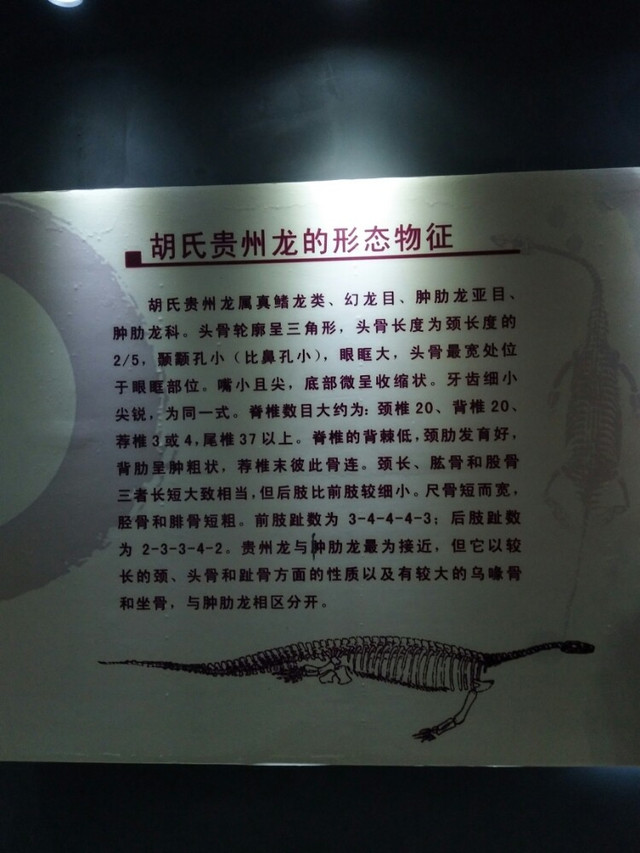 胡氏贵州龙的形态物征
胡氏贵州龙属真鳍龙类、幻龙目、肿肋龙亚目、
肿肋龙科。头骨轮廓呈三角形，头骨长度为颈长度的
2/5，颞颥孔小（比鼻孔小），眼眶大，头骨最宽处位
于眼眶部位。嘴小且尖，底部微呈收缩状。牙齿细小
尖锐，为同一式。脊椎数目大约为：颈椎20、背椎20、
荐椎3或4，尾椎37以上。脊椎的背棘低，颈肋发育好，
背肋呈肿粗状，荐椎末彼此骨连。颈长、肱骨和股骨
三者长短大致相当，但后肢比前肢较细小。尺骨短而宽，
胫骨和腓骨短粗。前肢趾数为 3-4-4-4-3；后肢趾数
为 2-3-3-4-2。贵州龙与肿肋龙最为接近，但它以较
长的颈、头骨和趾骨方面的性质以及有较大的乌喙骨
和坐骨，与肿肋龙相区分开。